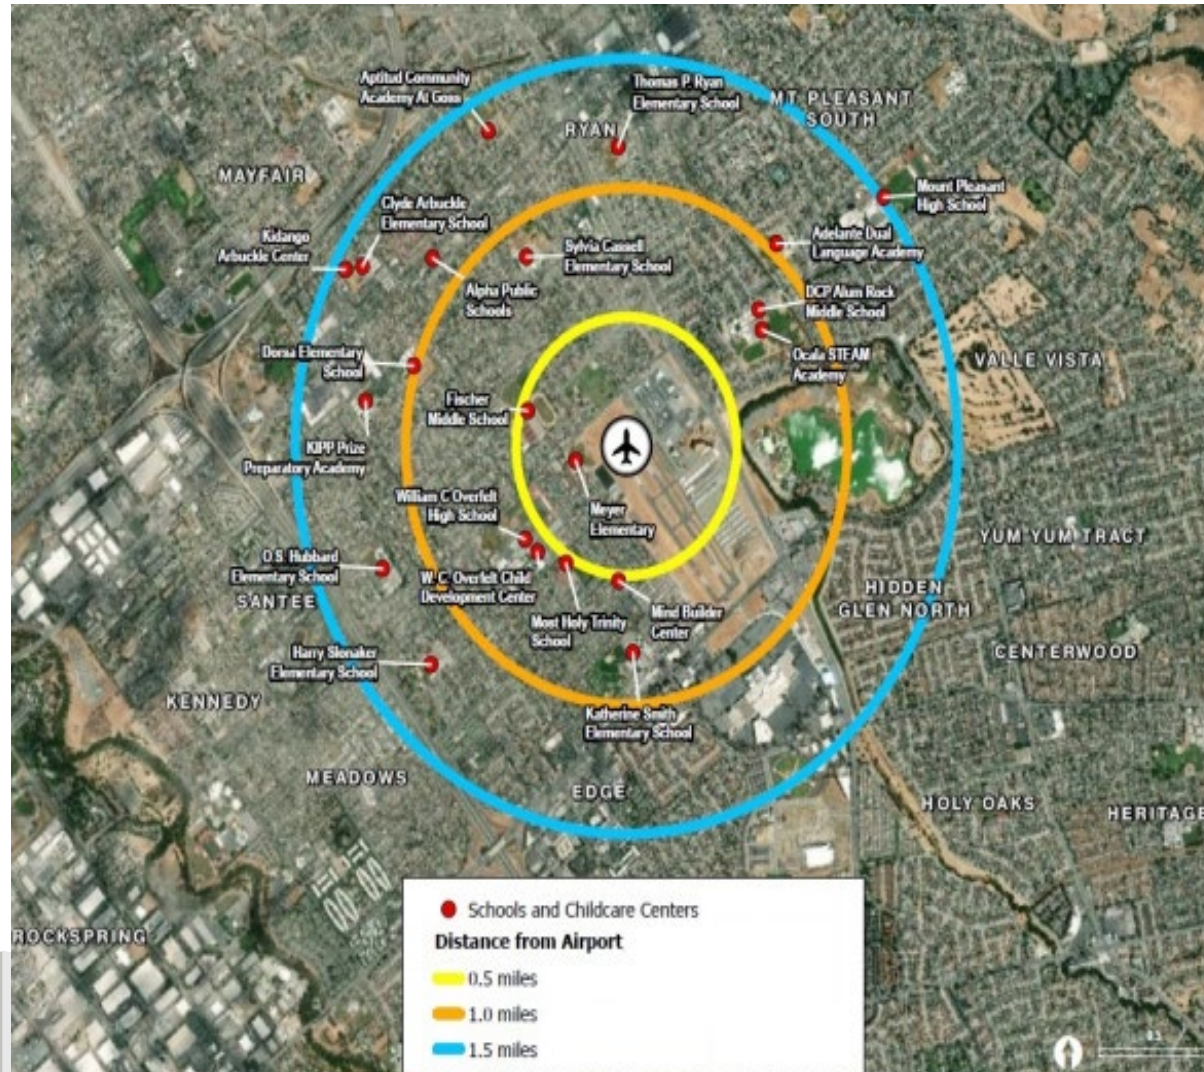 Aptitud Community
Academy At Goss
Thomas P. Ryan
Elementary School
RYAN
MT PLEASANT
SOUTH
MAYFAIR
Mount Pleasant
High School
Clyde Arbuckle
Elementary School
Kidango
Arbuckle Center
Sylvia Cassell
Elementary School
Adelante Dual
Language Academy
Alpha Public
Schools
DCP Alum Rock
Middle School
Dorsa Elementary
School
Ocala STEAM
Academy
VALLE VISTA
Fischer
Middle School
KIPP Prize
Preparatory Academy
William C Overfelt
High School
Meyer
Elementary
YUM YUM TRACT
O.S. Hubbard
Elementary School
SANTEE
W. C. Overfelt Child
Development Center
HIDDEN
GLEN NORTH
Most Holy Trinity
School
Mind Builder
Center
Harry Slonaker
Elementary School
CENTERWOOD
KENNEDY
Katherine Smith
Elementary School
MEADOWS
EDGE
HOLY OAKS
HERITAGE
Schools and Childcare Centers
Distance from Airport
0.5 miles
1.0 miles
1.5 miles
ROCKSPRING